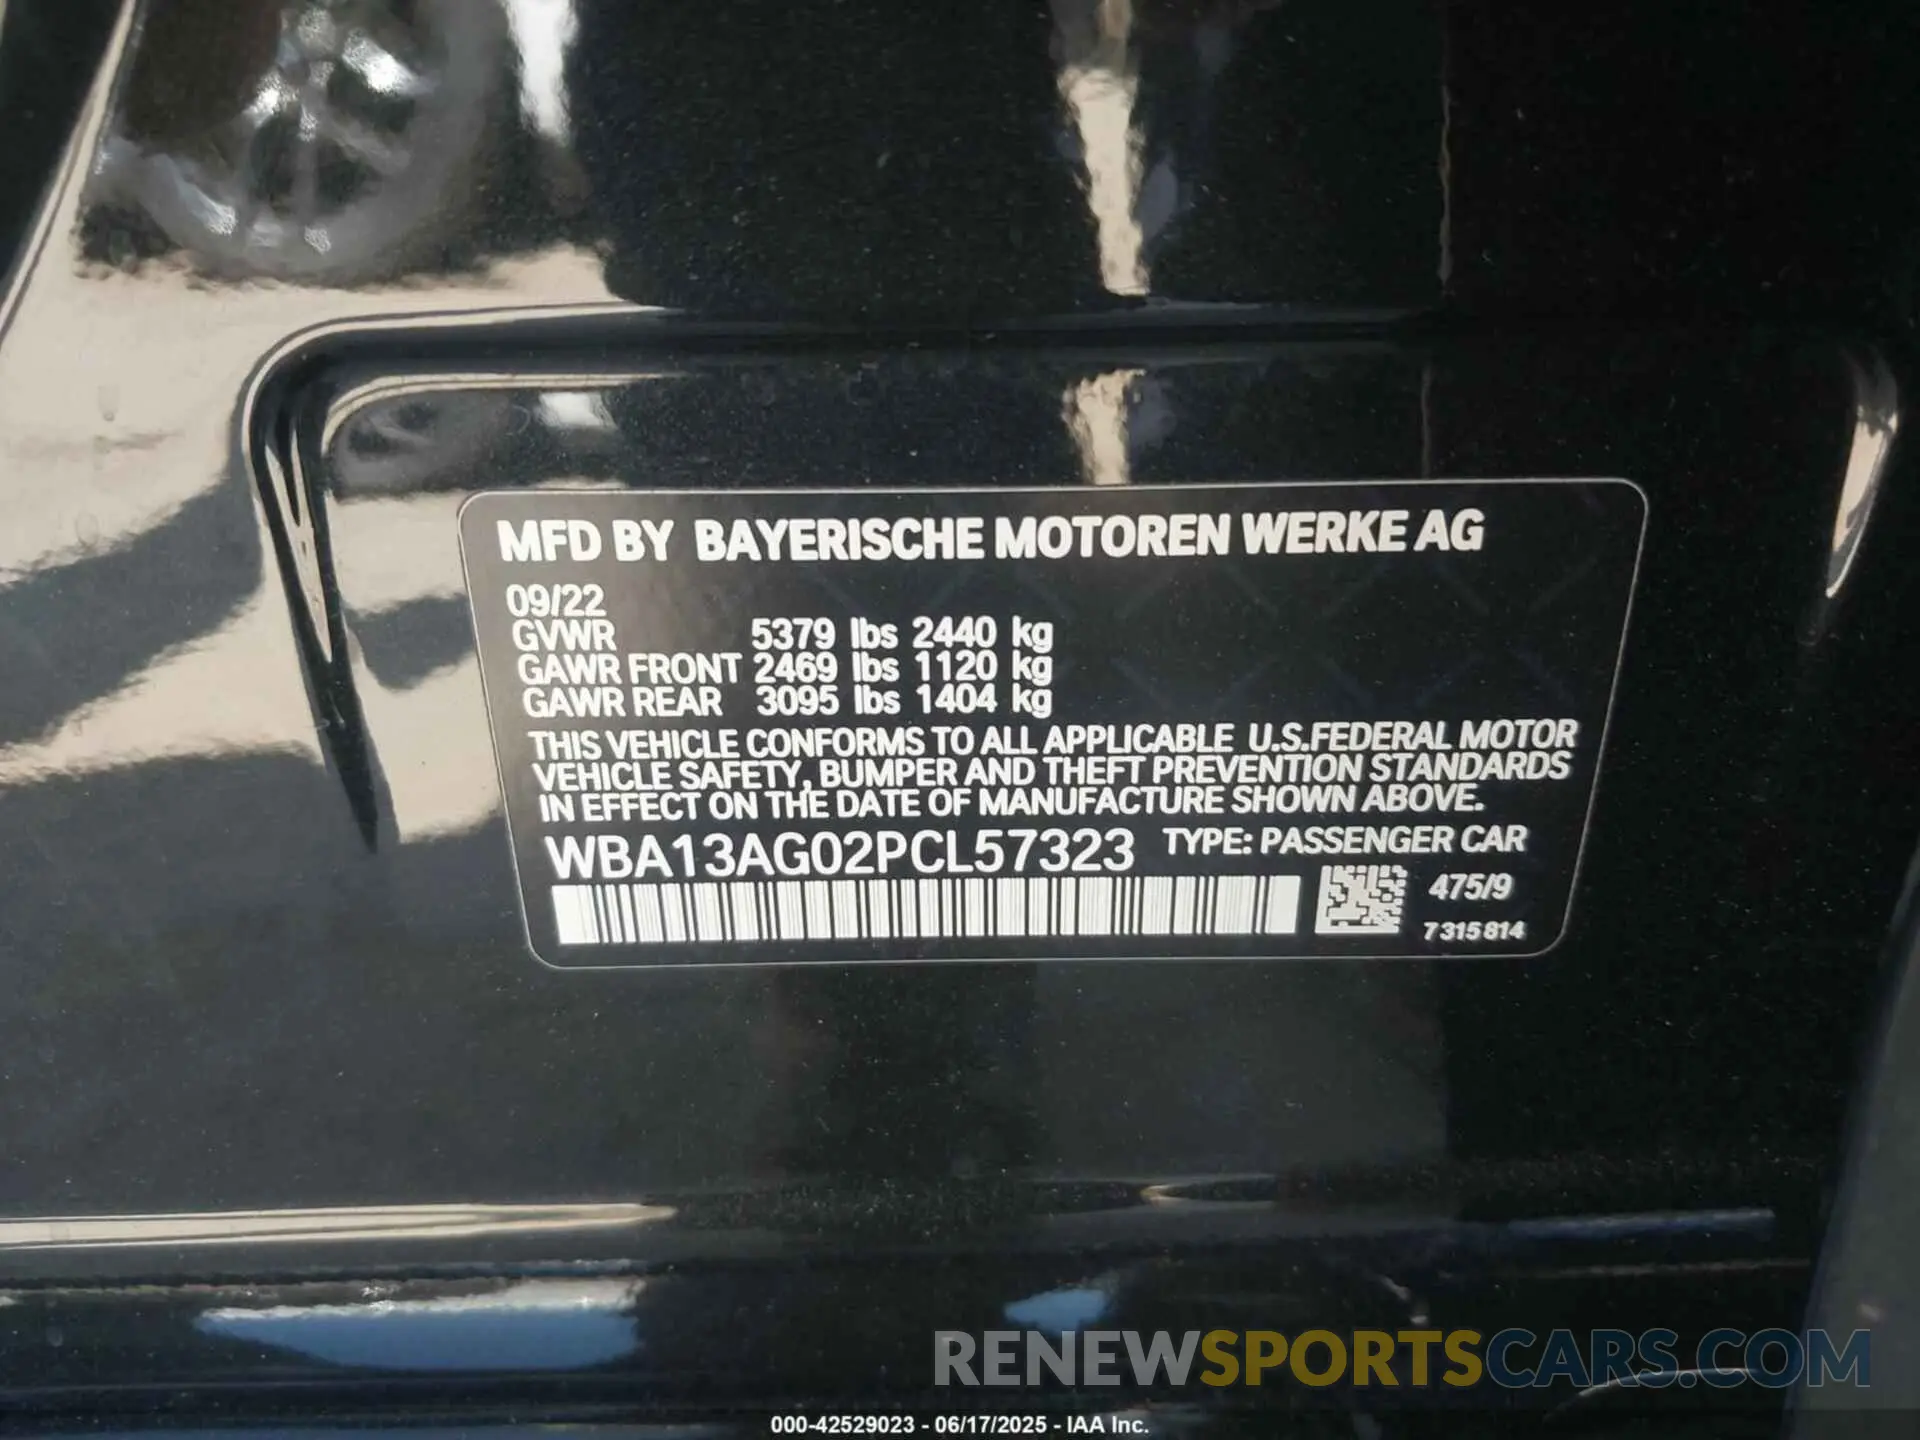 MFD BY BAYERISCHE MOTOREN WERKE AG
09/22
GVWR 5379 lbs 2440 kg
GAWR FRONT 2469 lbs 1120 kg
GAWR REAR 3095 lbs 1404 kg
THIS VEHICLE CONFORMS TO ALL APPLICABLE U.S.FEDERAL MOTOR
VEHICLE SAFETY, BUMPER AND THEFT PREVENTION STANDARDS
IN EFFECT ON THE DATE OF MANUFACTURE SHOWN ABOVE.
WBA13AG02PCL57323 TYPE: PASSENGER CAR
475/9
7 315 814
RENEWSPORTSCARS.COM
000-42529023 - 06/17/2025 - IAA Inc.